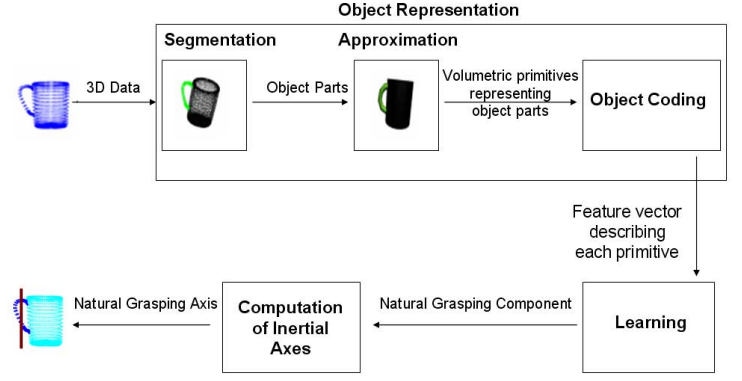 Object Representation
Segmentation
Approximation
3D Data
Object Parts
Volumetric primitives
representing
object parts
Object Coding
Feature vector
describing
each primitive
Natural Grasping Axis
Computation
of Inertial
Axes
Natural Grasping Component
Learning